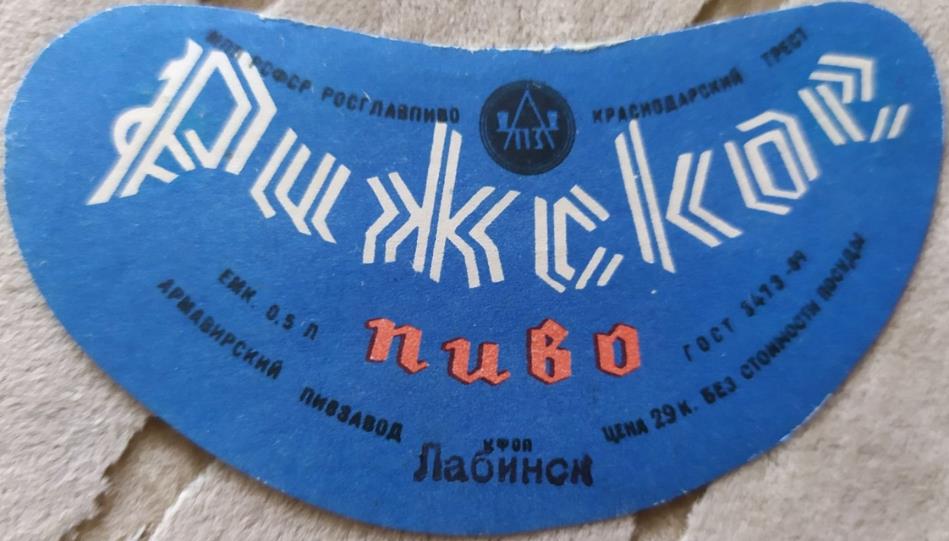 МПП РСФСР РОСГЛАВПИВО КРАСНОДАРСКИЙ ТРЕСТ
АПЗ
Рижское
пиво
ЕМК. 0.5 Л
АРМАВИРСКИЙ ПИВЗАВОД
ГОСТ 3473-69
ЦЕНА 29 К. БЕЗ СТОИМОСТИ ПОСУДЫ
КФОП
Лабинск